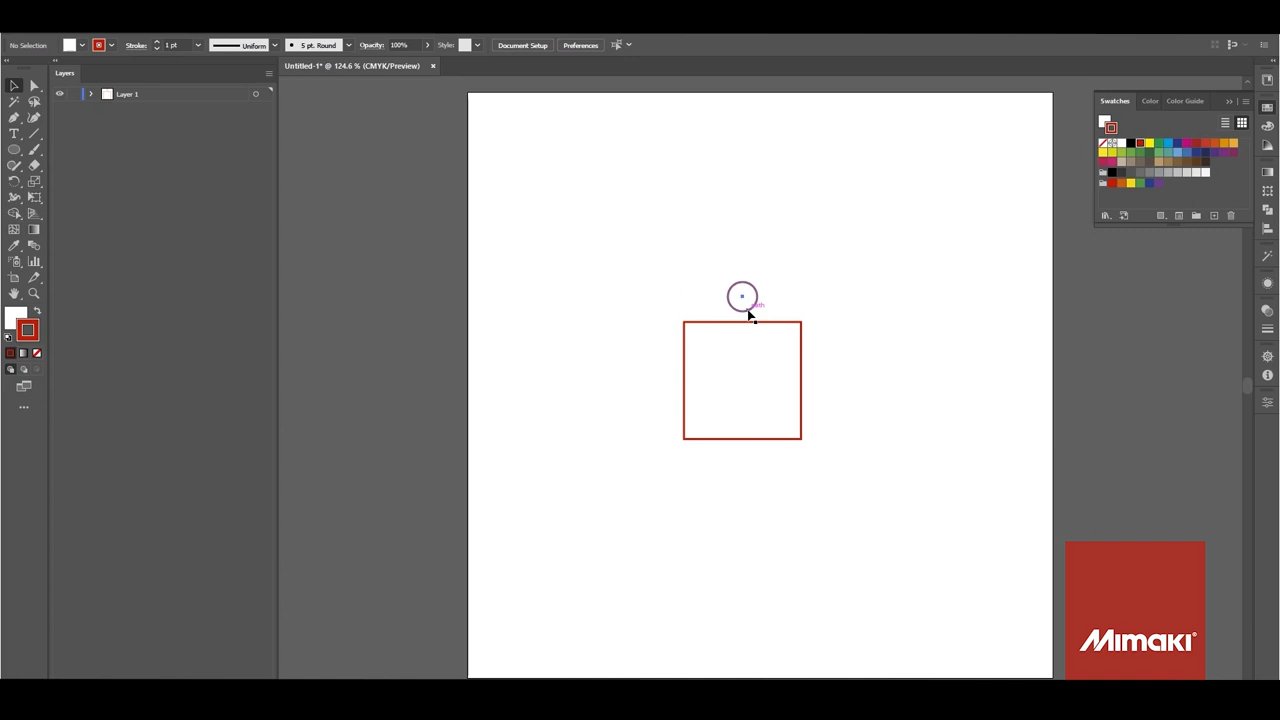 No Selection Stroke: 1 pt Uniform 5 pt. Round Opacity: 100% Style: Document Setup Preferences
Layers
Untitled-1* @ 124.6 % (CMYK/Preview) ×
Layer 1
Swatches Color Color Guide
path
Mimaki®